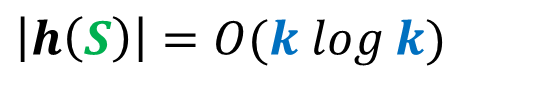 |h(S)| = O(k log k)